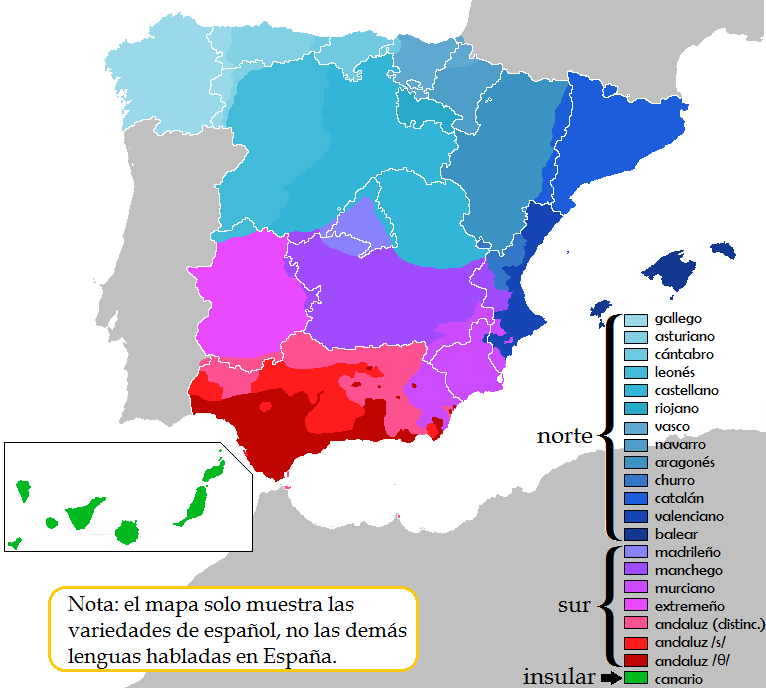 norte
gallego
asturiano
cántabro
leonés
castellano
riojano
vasco
navarro
aragonés
churro
catalán
valenciano
balear
sur
madrileño
manchego
murciano
extremeño
andaluz (distinc.)
andaluz /s/
andaluz /θ/
insular
canario
Nota: el mapa solo muestra las
variedades de español, no las demás
lenguas habladas en España.